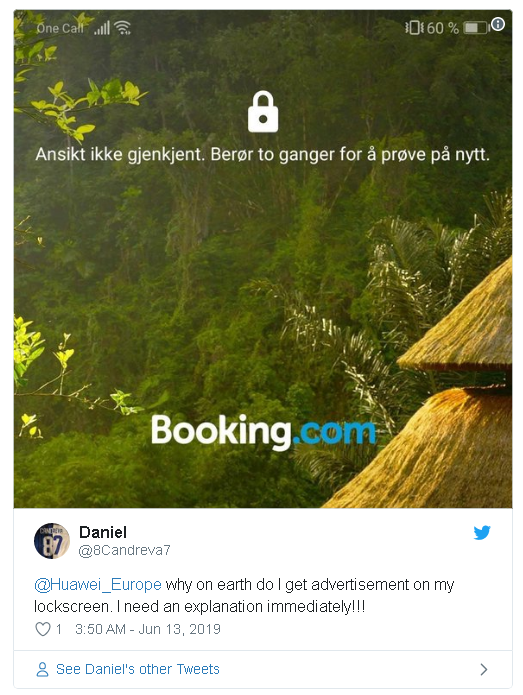 One Call 60 %
Ansikt ikke gjenkjent. Berør to ganger for å prøve på nytt.
Booking.com
Daniel
@8Candreva7
@Huawei_Europe why on earth do I get advertisement on my
lockscreen. I need an explanation immediately!!!
1 3:50 AM - Jun 13, 2019
See Daniel's other Tweets